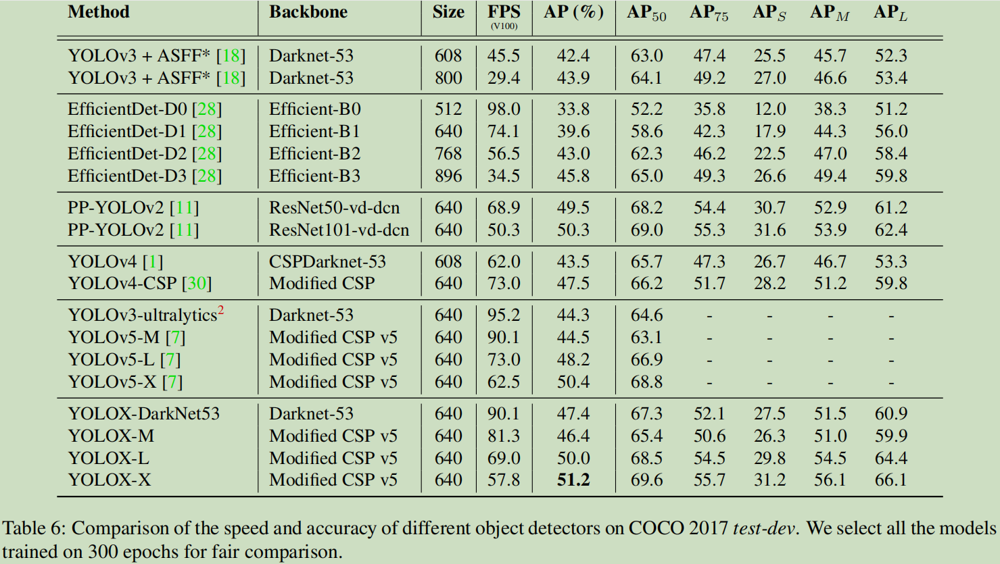 Method Backbone Size FPS (V100) AP (%) AP50 AP75 APS APM APL
YOLOv3 + ASFF* [18] Darknet-53 608 45.5 42.4 63.0 47.4 25.5 45.7 52.3
YOLOv3 + ASFF* [18] Darknet-53 800 29.4 43.9 64.1 49.2 27.0 46.6 53.4
EfficientDet-D0 [28] Efficient-B0 512 98.0 33.8 52.2 35.8 12.0 38.3 51.2
EfficientDet-D1 [28] Efficient-B1 640 74.1 39.6 58.6 42.3 17.9 44.3 56.0
EfficientDet-D2 [28] Efficient-B2 768 56.5 43.0 62.3 46.2 22.5 47.0 58.4
EfficientDet-D3 [28] Efficient-B3 896 34.5 45.8 65.0 49.3 26.6 49.4 59.8
PP-YOLOv2 [11] ResNet50-vd-dcn 640 68.9 49.5 68.2 54.4 30.7 52.9 61.2
PP-YOLOv2 [11] ResNet101-vd-dcn 640 50.3 50.3 69.0 55.3 31.6 53.9 62.4
YOLOv4 [1] CSPDarknet-53 608 62.0 43.5 65.7 47.3 26.7 46.7 53.3
YOLOv4-CSP [30] Modified CSP 640 73.0 47.5 66.2 51.7 28.2 51.2 59.8
YOLOv3-ultralytics2 Darknet-53 640 95.2 44.3 64.6 - - - -
YOLOv5-M [7] Modified CSP v5 640 90.1 44.5 63.1 - - - -
YOLOv5-L [7] Modified CSP v5 640 73.0 48.2 66.9 - - - -
YOLOv5-X [7] Modified CSP v5 640 62.5 50.4 68.8 - - - -
YOLOX-DarkNet53 Darknet-53 640 90.1 47.4 67.3 52.1 27.5 51.5 60.9
YOLOX-M Modified CSP v5 640 81.3 46.4 65.4 50.6 26.3 51.0 59.9
YOLOX-L Modified CSP v5 640 69.0 50.0 68.5 54.5 29.8 54.5 64.4
YOLOX-X Modified CSP v5 640 57.8 51.2 69.6 55.7 31.2 56.1 66.1
Table 6: Comparison of the speed and accuracy of different object detectors on COCO 2017 test-dev. We select all the models
trained on 300 epochs for fair comparison.